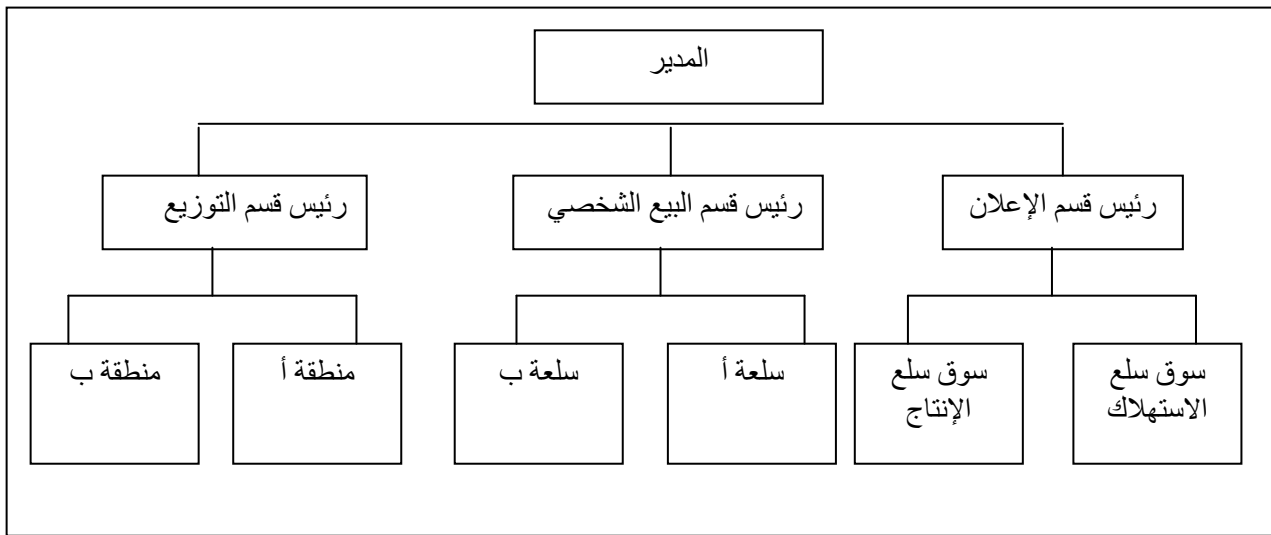 المدير
رئيس قسم الإعلان
رئيس قسم البيع الشخصي
رئيس قسم التوزيع
سوق سلع
الاستهلاك
سوق سلع
الإنتاج
سلعة أ
سلعة ب
منطقة أ
منطقة ب